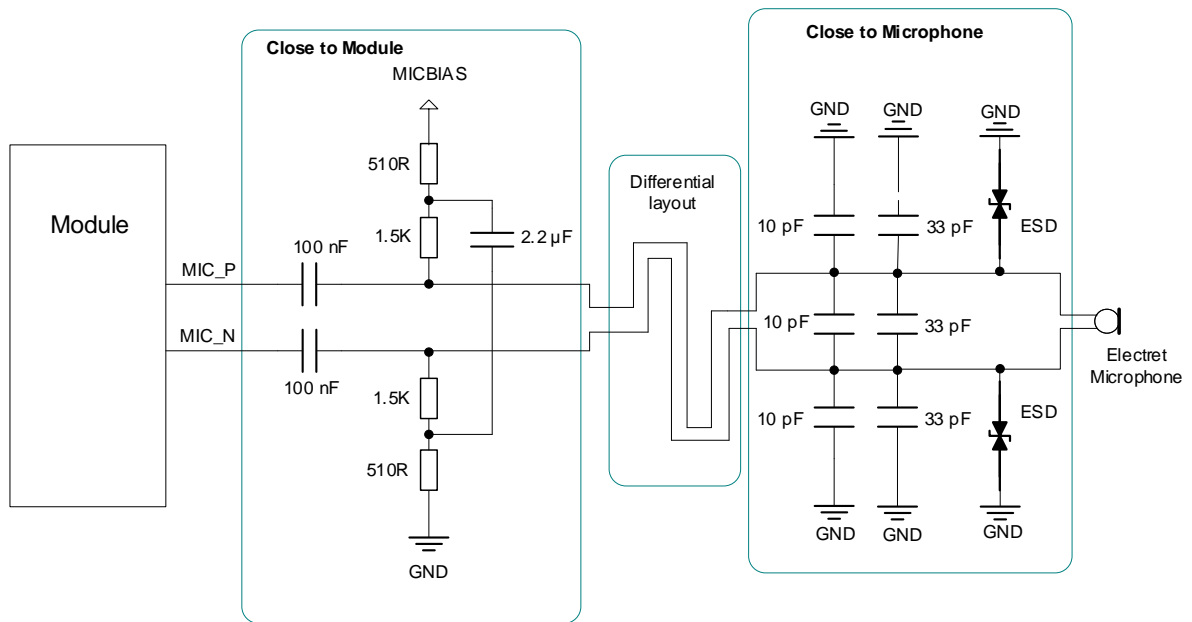 Close to Module
MICBIAS
510R
1.5K
2.2 µF
Module
100 nF
MIC_P
MIC_N
100 nF
1.5K
510R
GND
Differential
layout
Close to Microphone
GND
GND
GND
10 pF
33 pF
ESD
10 pF
33 pF
Electret
Microphone
10 pF
33 pF
ESD
GND
GND
GND